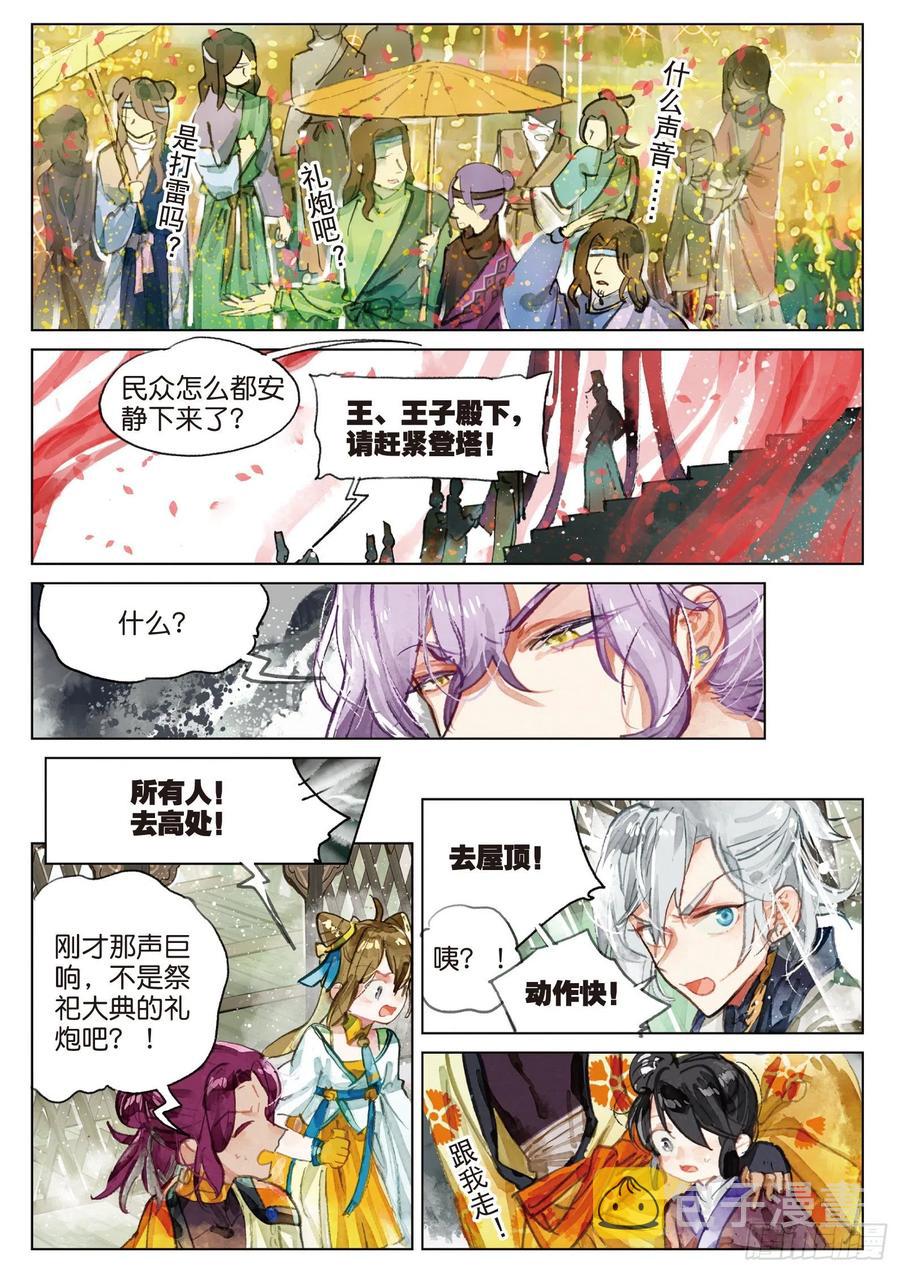 什么声音……
礼炮吧？
是打雷吗？
民众怎么都安
静下来了？
王、王子殿下，
请赶紧登塔！
什么？
所有人！
去高处！
刚才那声巨
响，不是祭
祀大典的礼
炮吧？！
去屋顶！
咦？！
动作快！
跟我走！
包子漫畫